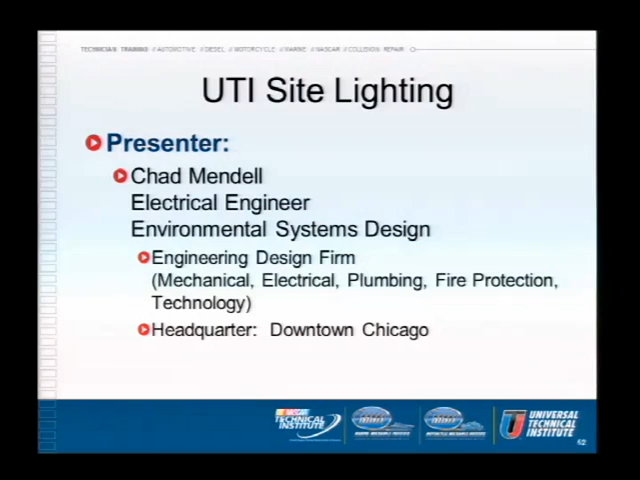 TECHNICIAN TRAINING // AUTOMOTIVE // DIESEL // MOTORCYCLE // MARINE // NASCAR // COLLISION REPAIR
UTI Site Lighting
Presenter:
Chad Mendell
Electrical Engineer
Environmental Systems Design
Engineering Design Firm
(Mechanical, Electrical, Plumbing, Fire Protection,
Technology)
Headquarter: Downtown Chicago
NASCAR
TECHNICAL
INSTITUTE
UNIVERSAL
TECHNICAL
INSTITUTE
62